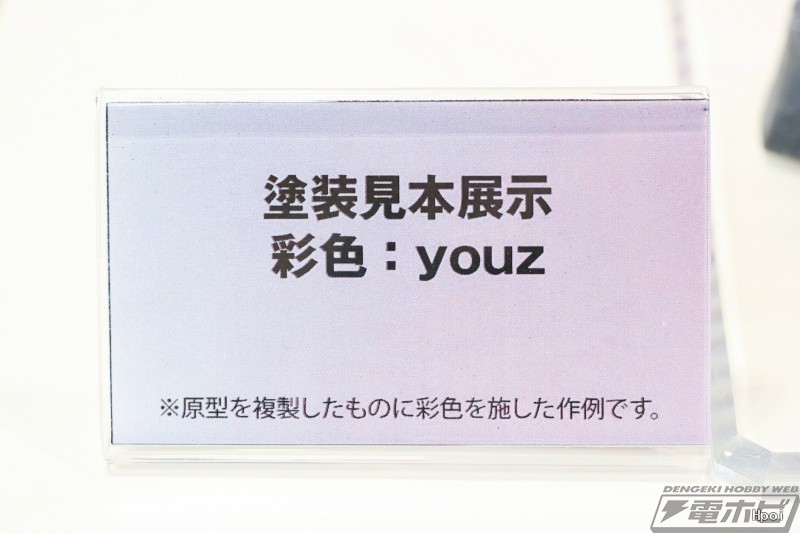 塗装見本展示
彩色：youz
※原型を複製したものに彩色を施した作例です。
DENGEKI HOBBY WEB
電ホビ
Hpoi